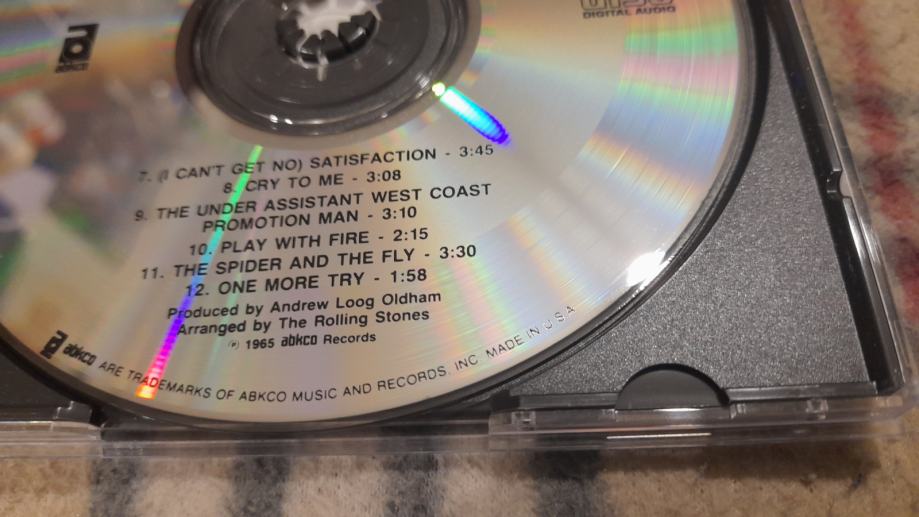 DIGITAL AUDIO
abkco
7. (I CAN'T GET NO) SATISFACTION - 3:45
8. CRY TO ME - 3:08
9. THE UNDER ASSISTANT WEST COAST
PROMOTION MAN - 3:10
10. PLAY WITH FIRE - 2:15
11. THE SPIDER AND THE FLY - 3:30
12. ONE MORE TRY - 1:58
Produced by Andrew Loog Oldham
Arranged by The Rolling Stones
℗ 1965 abkco Records
abkco ARE TRADEMARKS OF ABKCO MUSIC AND RECORDS, INC. MADE IN U.S.A.